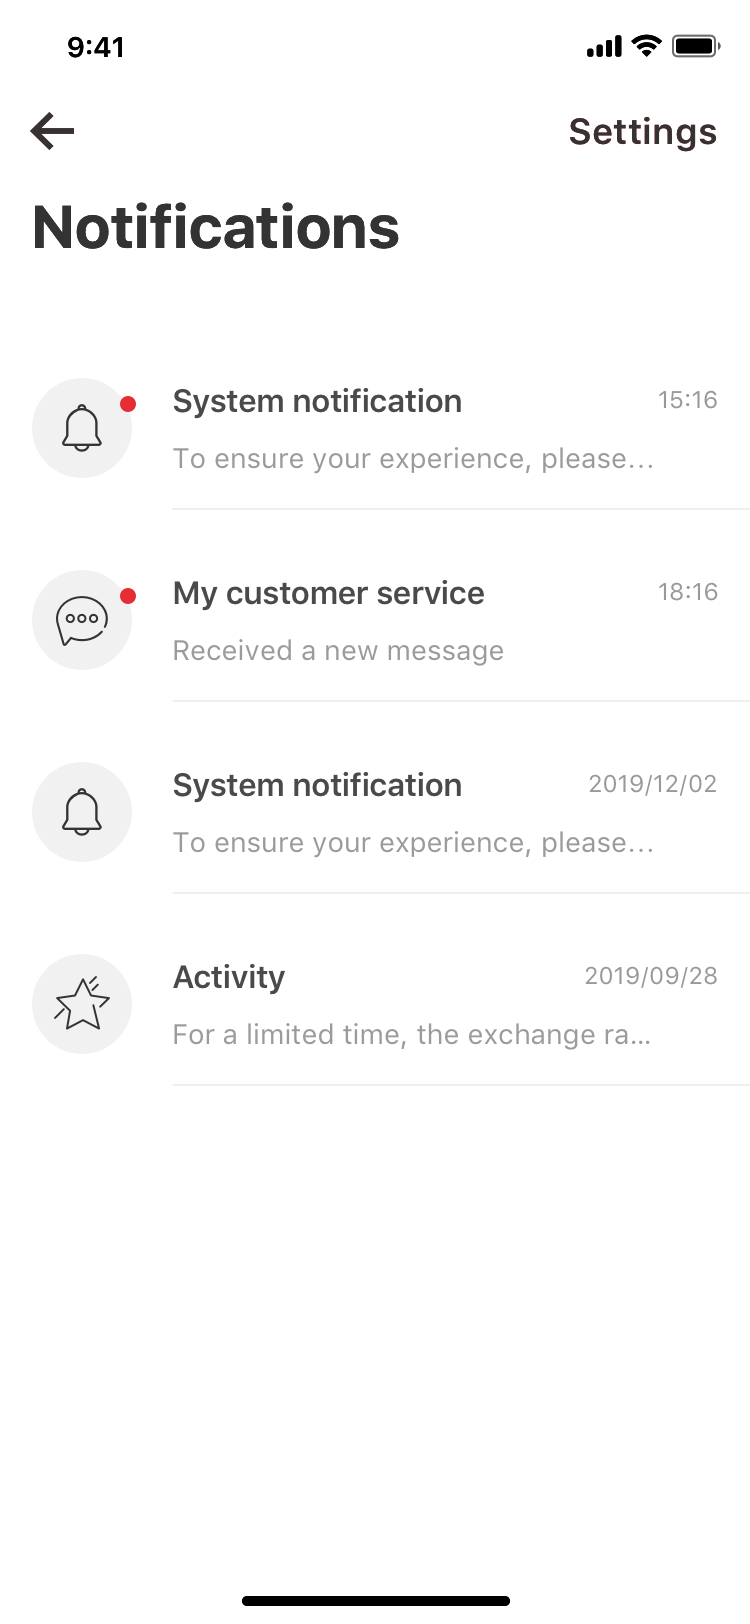 9:41
Settings
Notifications
System notification 15:16
To ensure your experience, please...
My customer service 18:16
Received a new message
System notification 2019/12/02
To ensure your experience, please...
Activity 2019/09/28
For a limited time, the exchange ra...